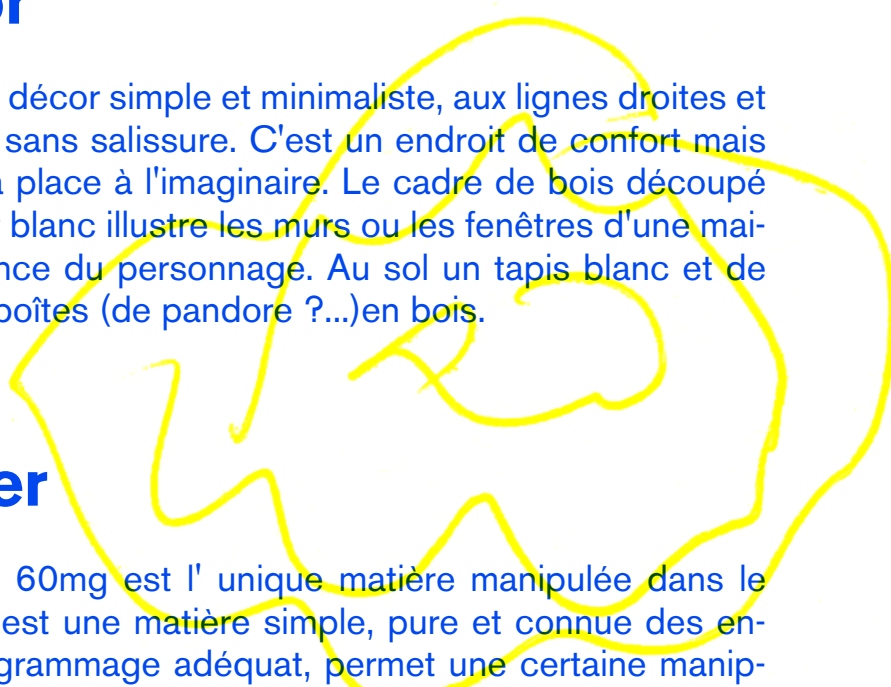 or
décor simple et minimaliste, aux lignes droites et
sans salissure. C'est un endroit de confort mais
place à l'imaginaire. Le cadre de bois découpé
blanc illustre les murs ou les fenêtres d'une mai-
nce du personnage. Au sol un tapis blanc et de
boîtes (de pandore ?...)en bois.
er
60mg est l' unique matière manipulée dans le
est une matière simple, pure et connue des en-
grammage adéquat, permet une certaine manip-